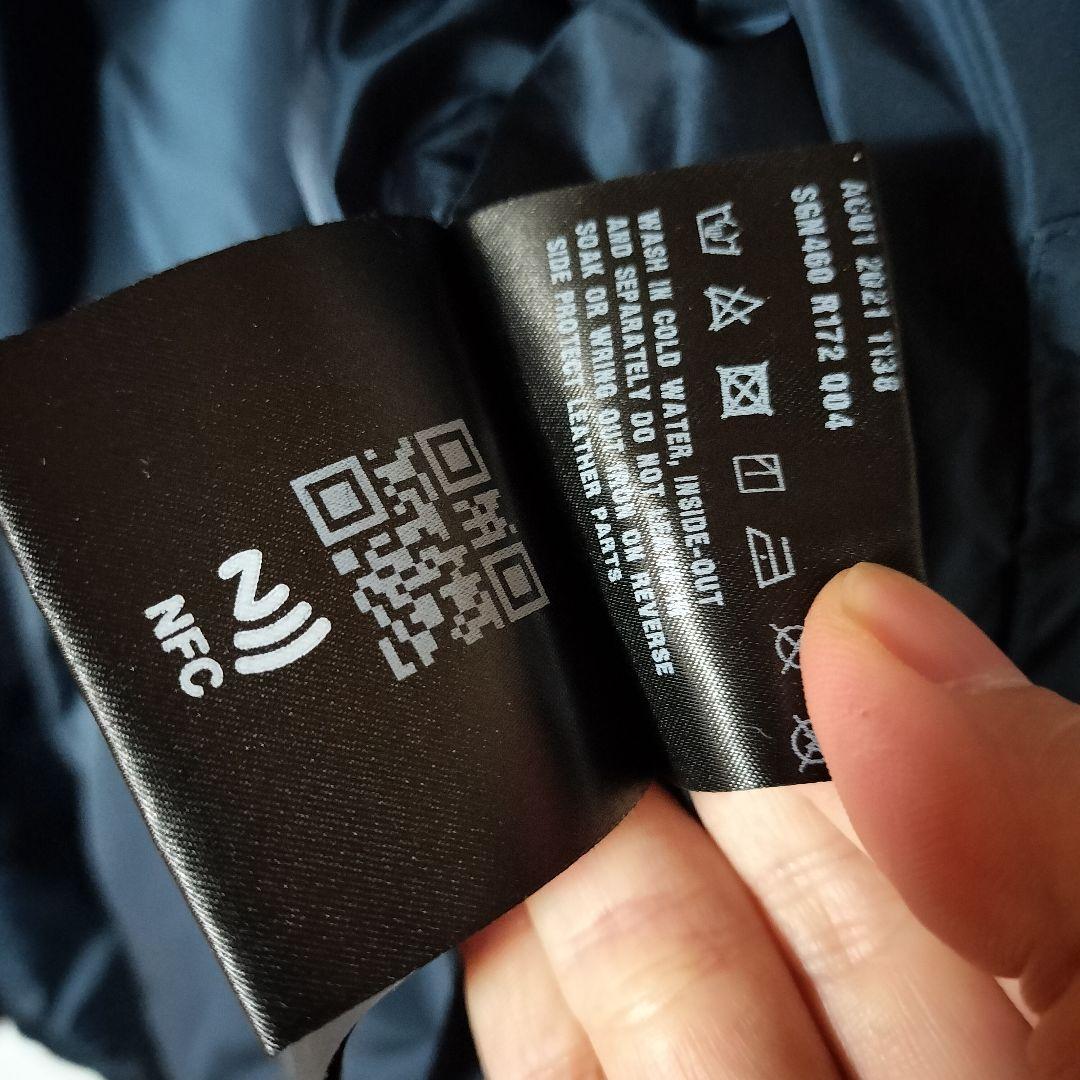 ACU1 2021 1138
SGN460 R172 Q04
WASH IN COLD WATER, INSIDE-OUT
AND SEPARATELY DO NOT
SOAK OR WRING OUT IRON ON REVERSE
SIDE PROTECT LEATHER PARTS
NFC